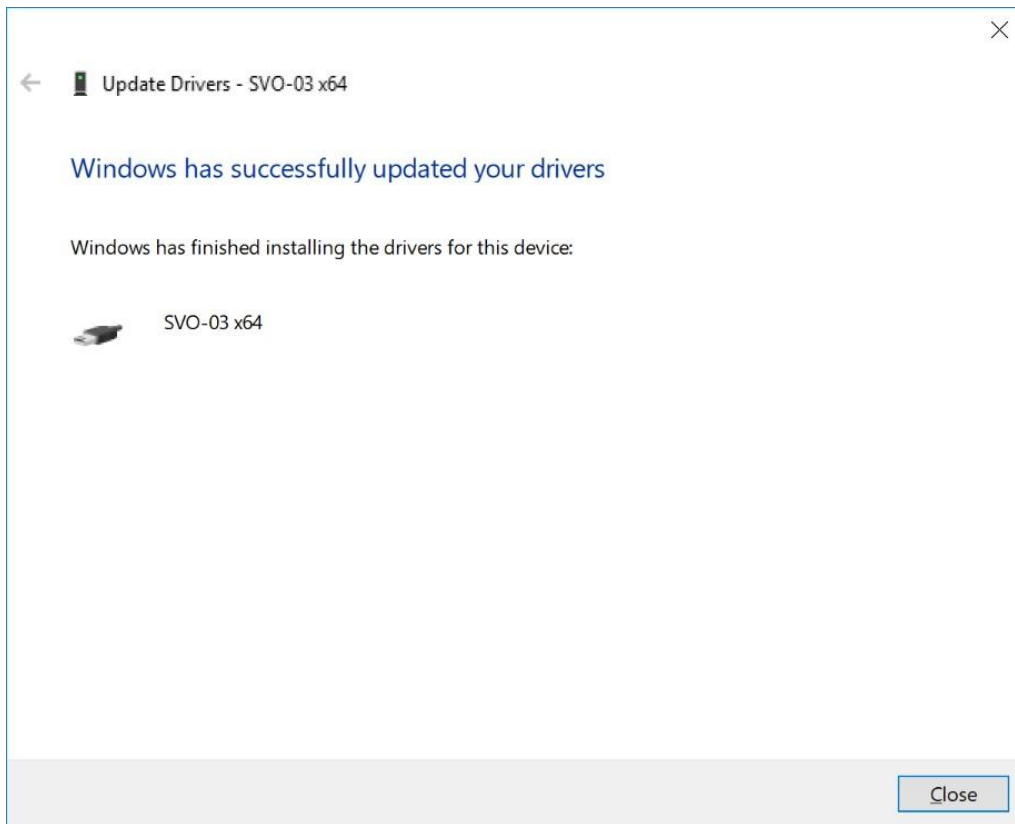 Update Drivers - SVO-03 x64
Windows has successfully updated your drivers
Windows has finished installing the drivers for this device:
SVO-03 x64
Close